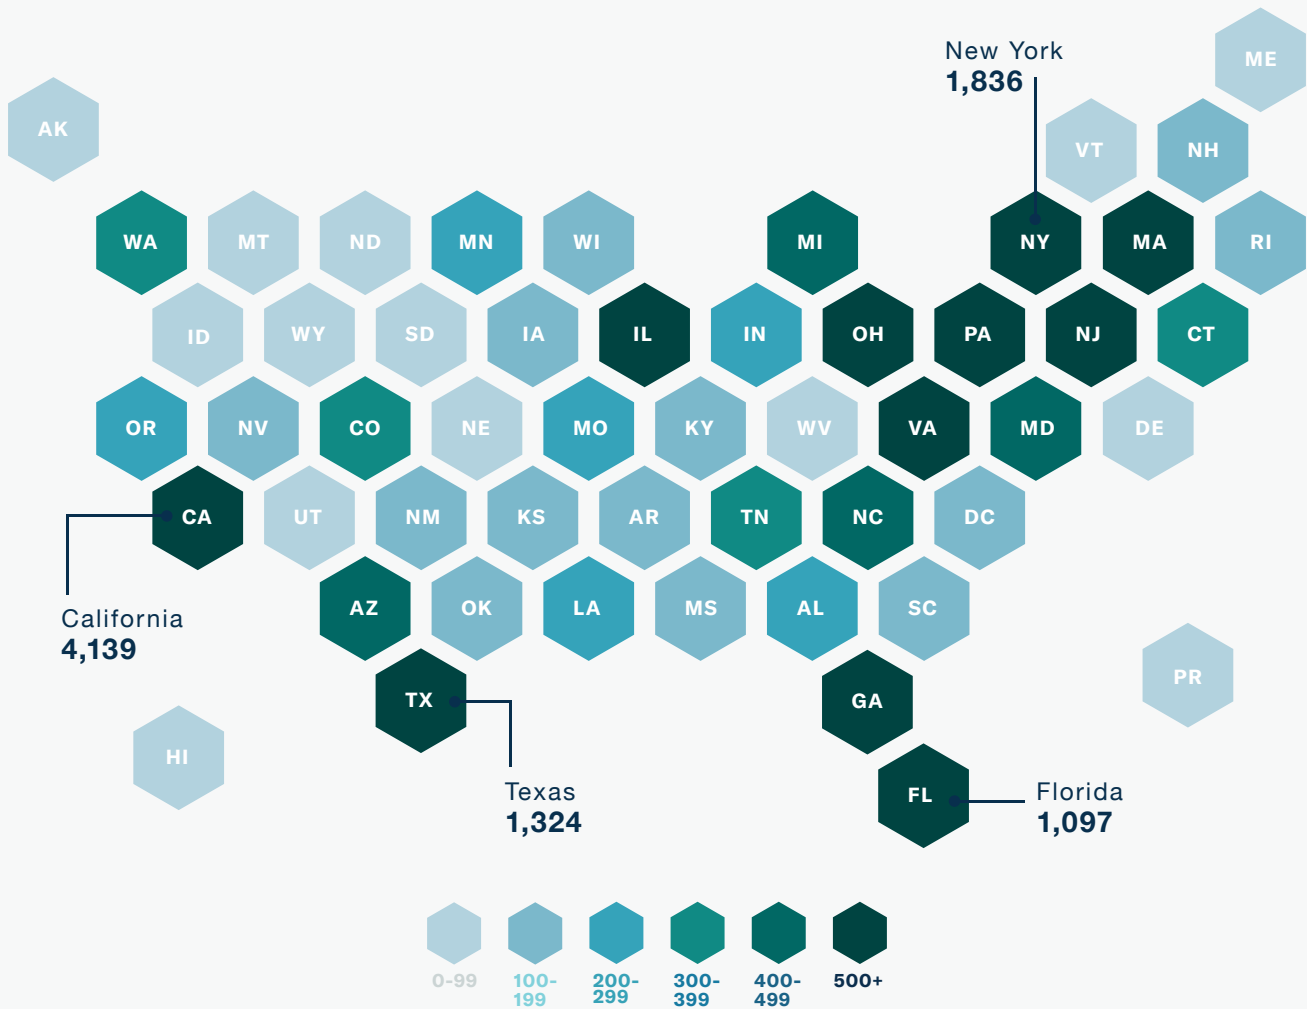 New York
1,836
ME
AK
VT NH
WA MT ND MN WI MI NY MA RI
ID WY SD IA IL IN OH PA NJ CT
OR NV CO NE MO KY WV VA MD DE
CA UT NM KS AR TN NC DC
AZ OK LA MS AL SC
California
4,139
PR
TX GA
HI
Texas
1,324
FL
Florida
1,097
0-99
100-
199
200-
299
300-
399
400-
499
500+